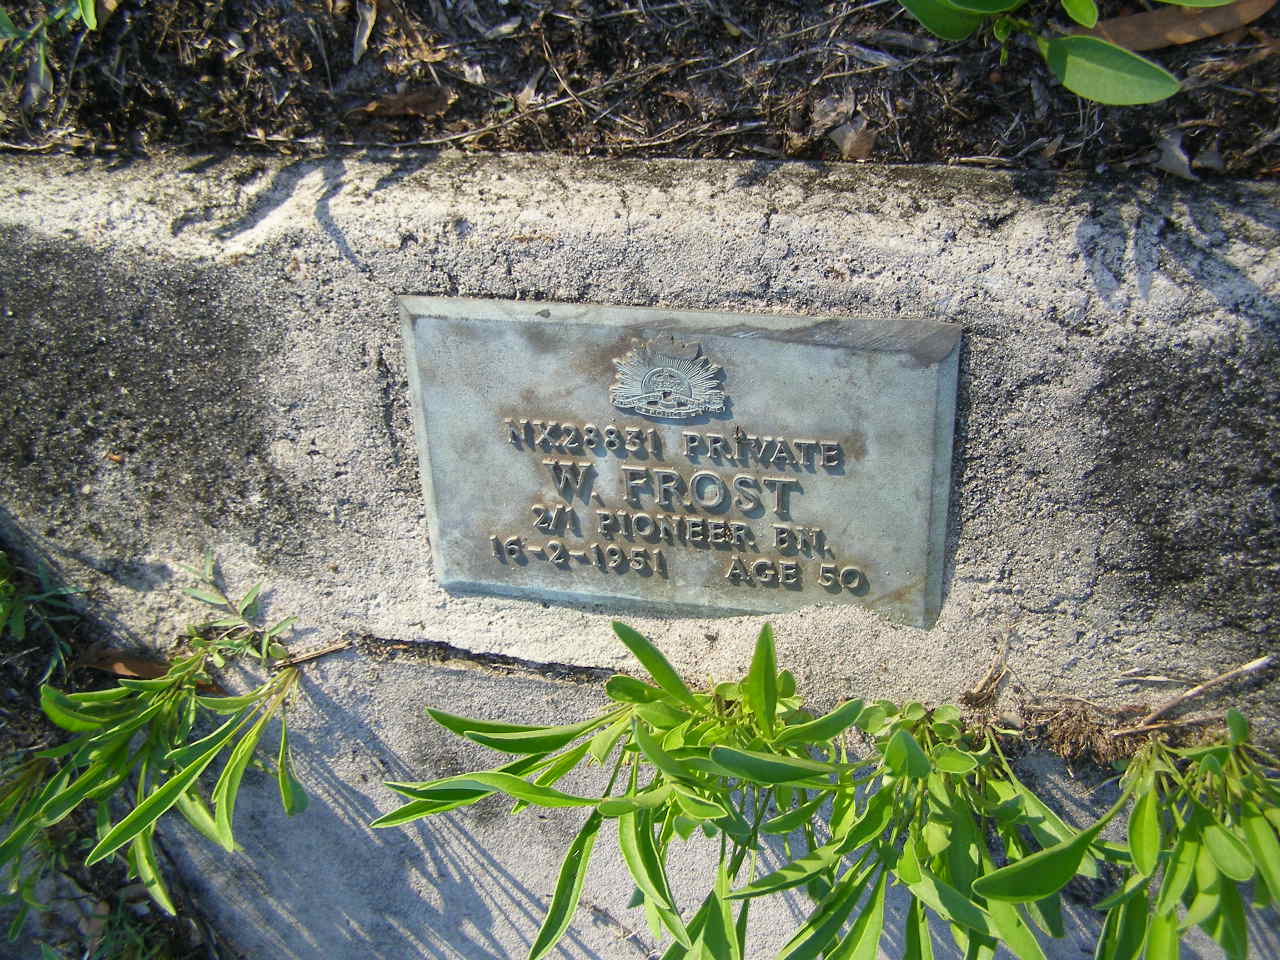 NX28831 PRIVATE
W. FROST
2/1 PIONEER BN.
16-2-1951 AGE 50